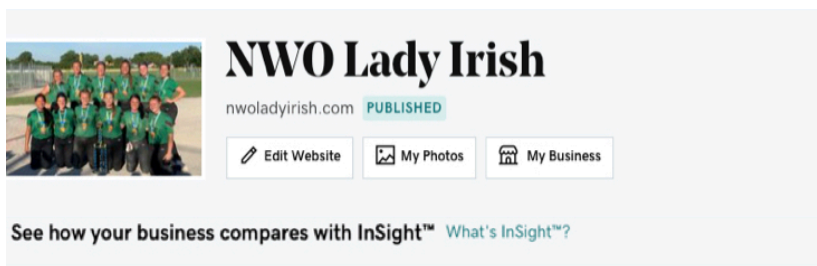 NWO Lady Irish
nwoladyirish.com PUBLISHED
Edit Website My Photos My Business
See how your business compares with InSight™ What's InSight™?